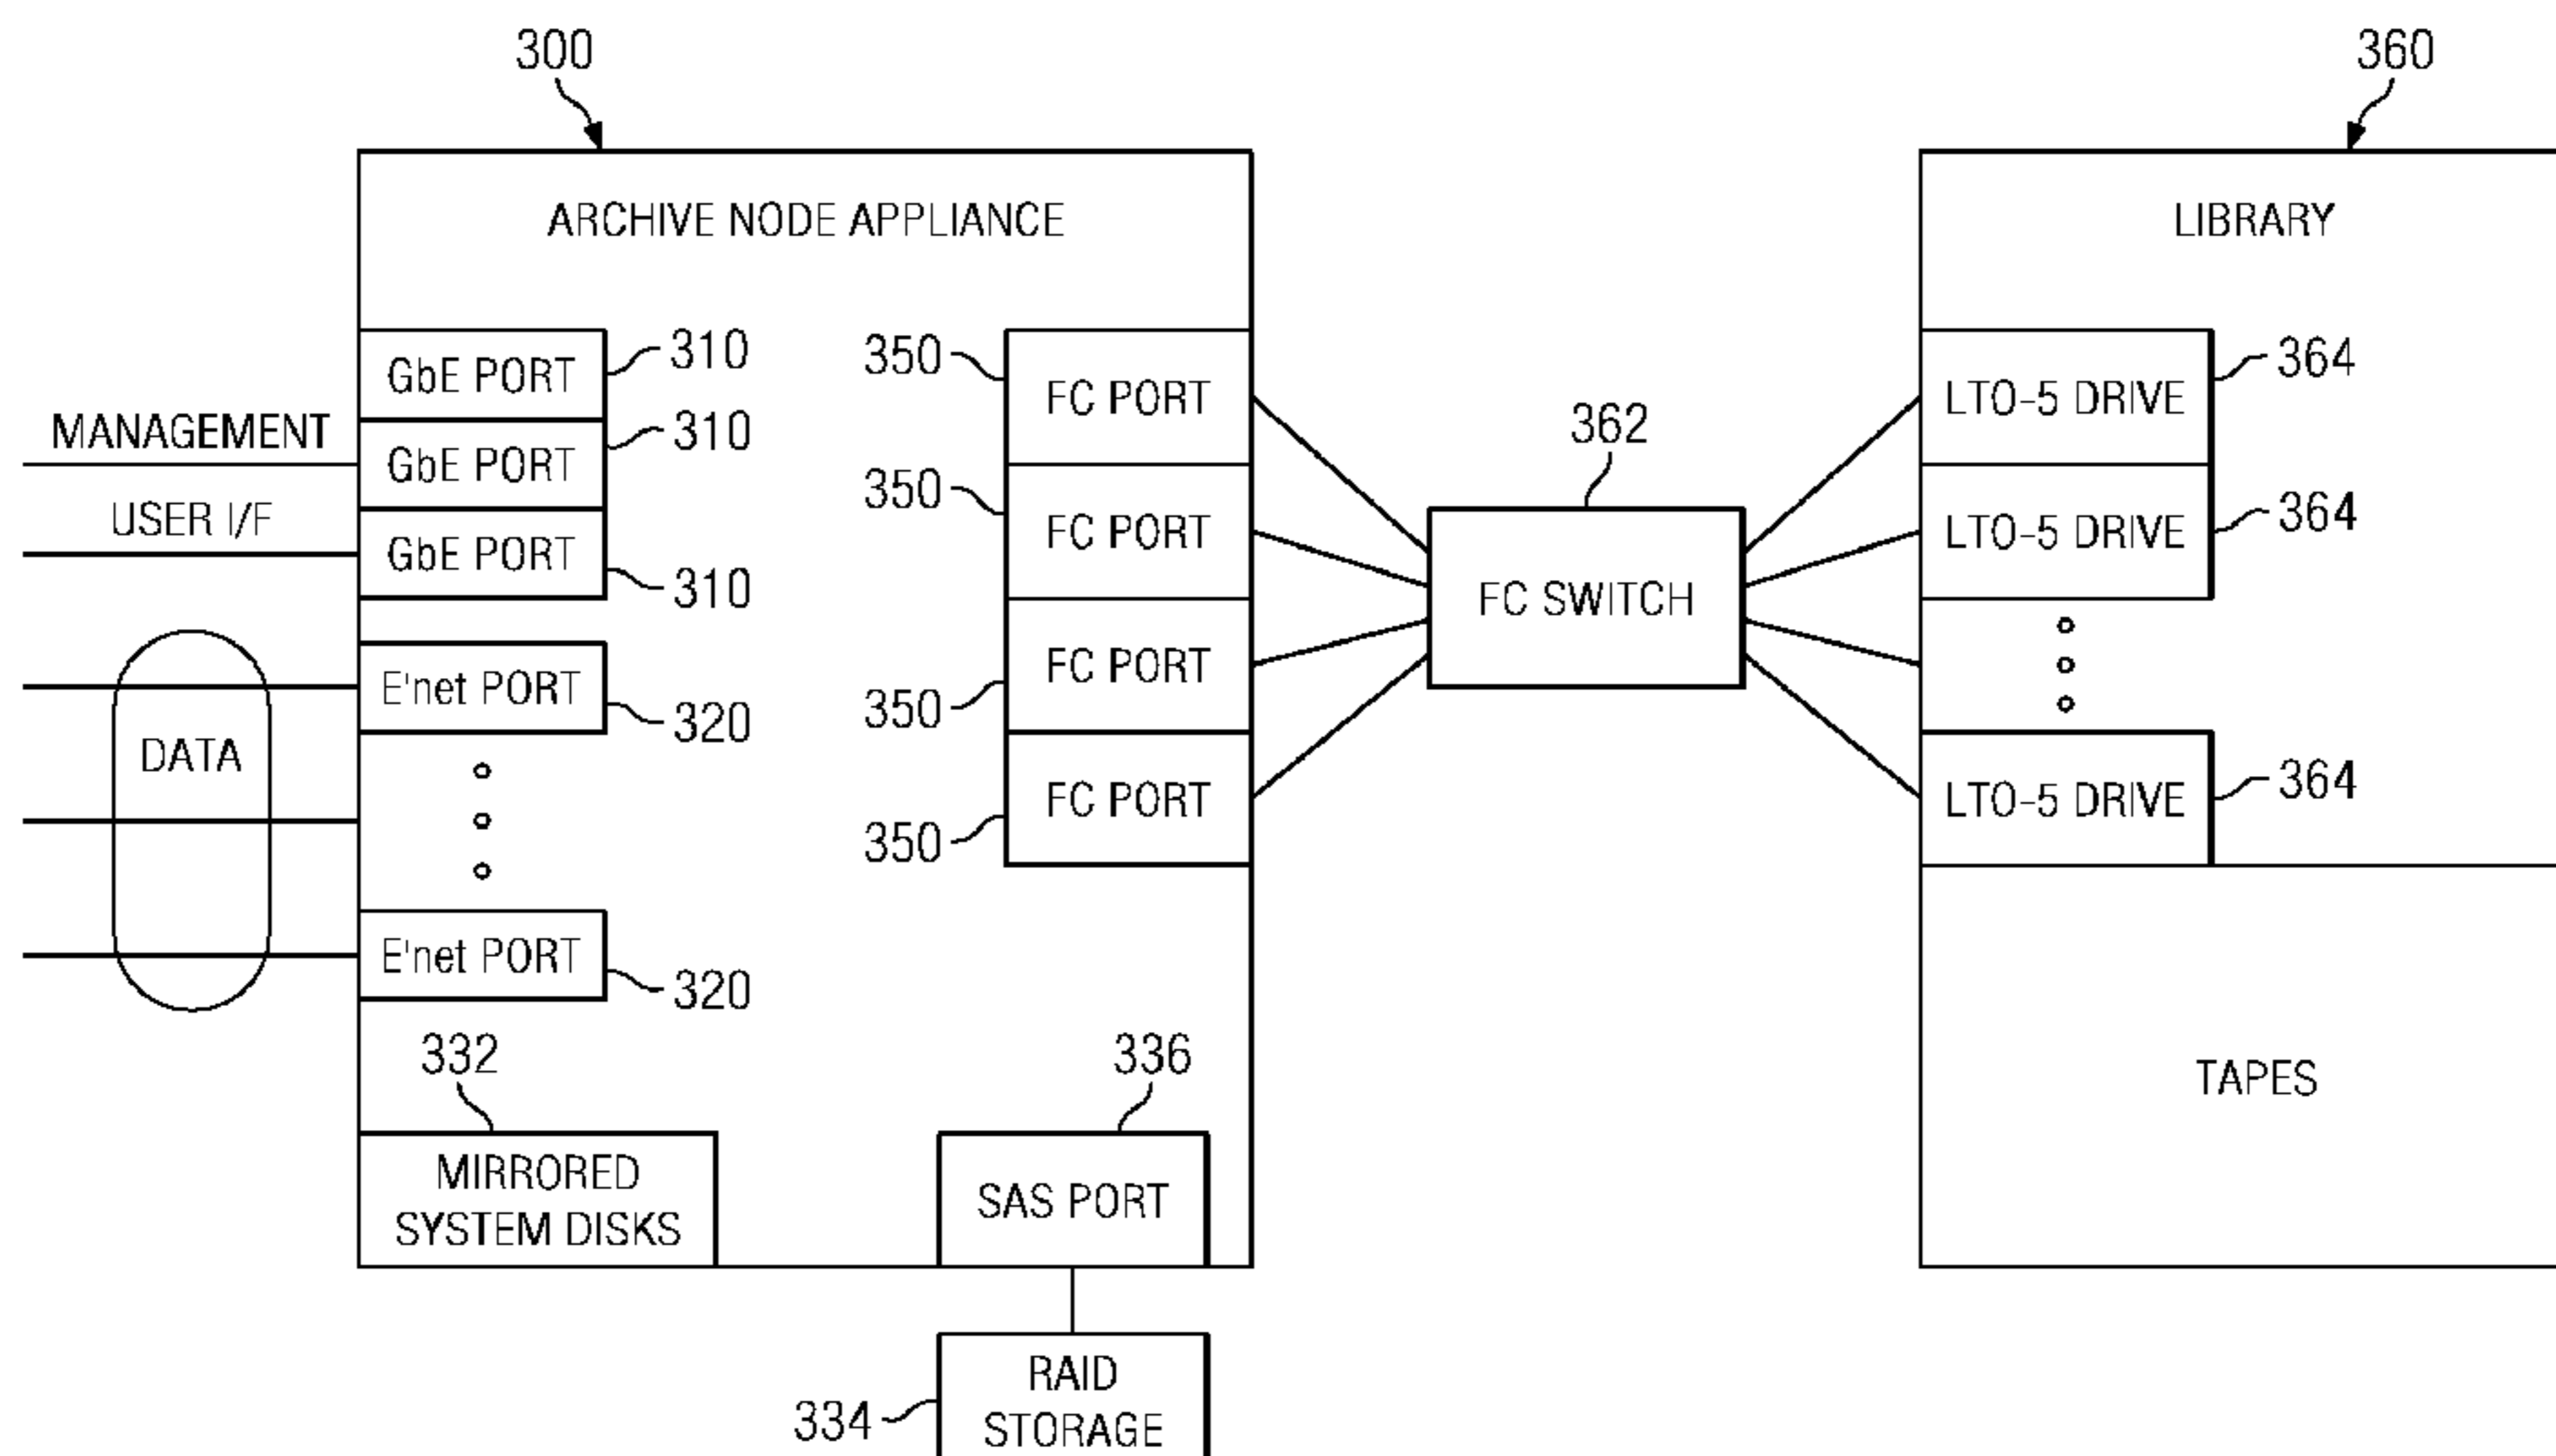 300
360
ARCHIVE NODE APPLIANCE
LIBRARY
MANAGEMENT
USER I/F
GbE PORT
310
GbE PORT
310
GbE PORT
310
DATA
E'net PORT
320
E'net PORT
320
350
FC PORT
350
FC PORT
350
FC PORT
350
FC PORT
362
FC SWITCH
LTO-5 DRIVE
364
LTO-5 DRIVE
364
LTO-5 DRIVE
364
TAPES
332
MIRRORED
SYSTEM DISKS
336
SAS PORT
334
RAID
STORAGE